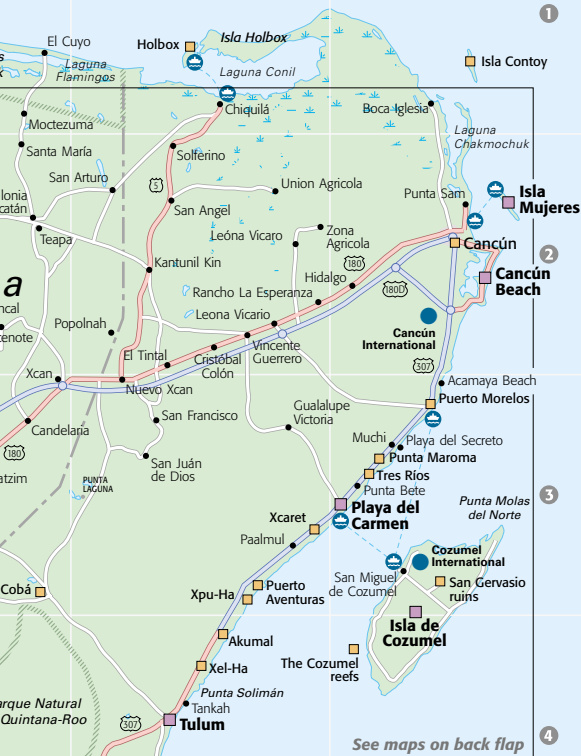 1
El Cuyo
Holbox
Isla Holbox
Isla Contoy
Laguna
Flamingos
Laguna Conil
Moctezuma
Chiquilá
Boca Iglesia
Laguna
Chakmochuk
Santa María
Solferino
San Arturo
5
Union Agricola
Punta Sam
Isla
Mujeres
lonia
catán
San Angel
Teapa
Leóna Vicaro
Zona
Agricola
Cancún
2
Kantunil Kin
180
Hidalgo
180D
Cancún
Beach
a
Rancho La Esperanza
Leona Vicario
Cancún
International
ncal
enote
Popolnah
El Tintal
Cristóbal
Colón
Vincente
Guerrero
307
Xcan
Nuevo Xcan
Acamaya Beach
Puerto Morelos
Candelaria
San Francisco
Gualalupe
Victoria
180
atzim
San Juán
de Dios
Muchi
Playa del Secreto
Punta Maroma
Tres Ríos
PUNTA
LAGUNA
Punta Bete
3
Playa del
Carmen
Punta Molas
del Norte
Xcaret
Paalmul
Cozumel
International
San Miguel
de Cozumel
San Gervasio
ruins
Cobá
Xpu-Ha
Puerto
Aventuras
Isla de
Cozumel
Akumal
The Cozumel
reefs
Xel-Ha
Punta Solimán
Tankah
arque Natural
Quintana-Roo
307
Tulum
See maps on back flap
4